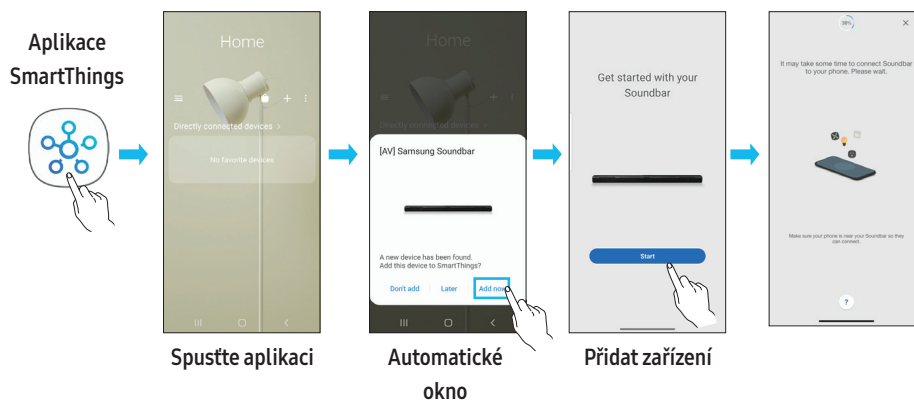 Aplikace
SmartThings
Home
Directly connected devices >
No favorite devices
Spusťte aplikaci
Home
Directly connected devices >
[AV] Samsung Soundbar
A new device has been found.
Add this device to SmartThings?
Don't add
Later
Add now
Automatické
okno
Get started with your
Soundbar
Start
Přidat zařízení
39%
It may take some time to connect Soundbar
to your phone. Please wait.
Make sure your phone is near your Soundbar so they
can connect.
?